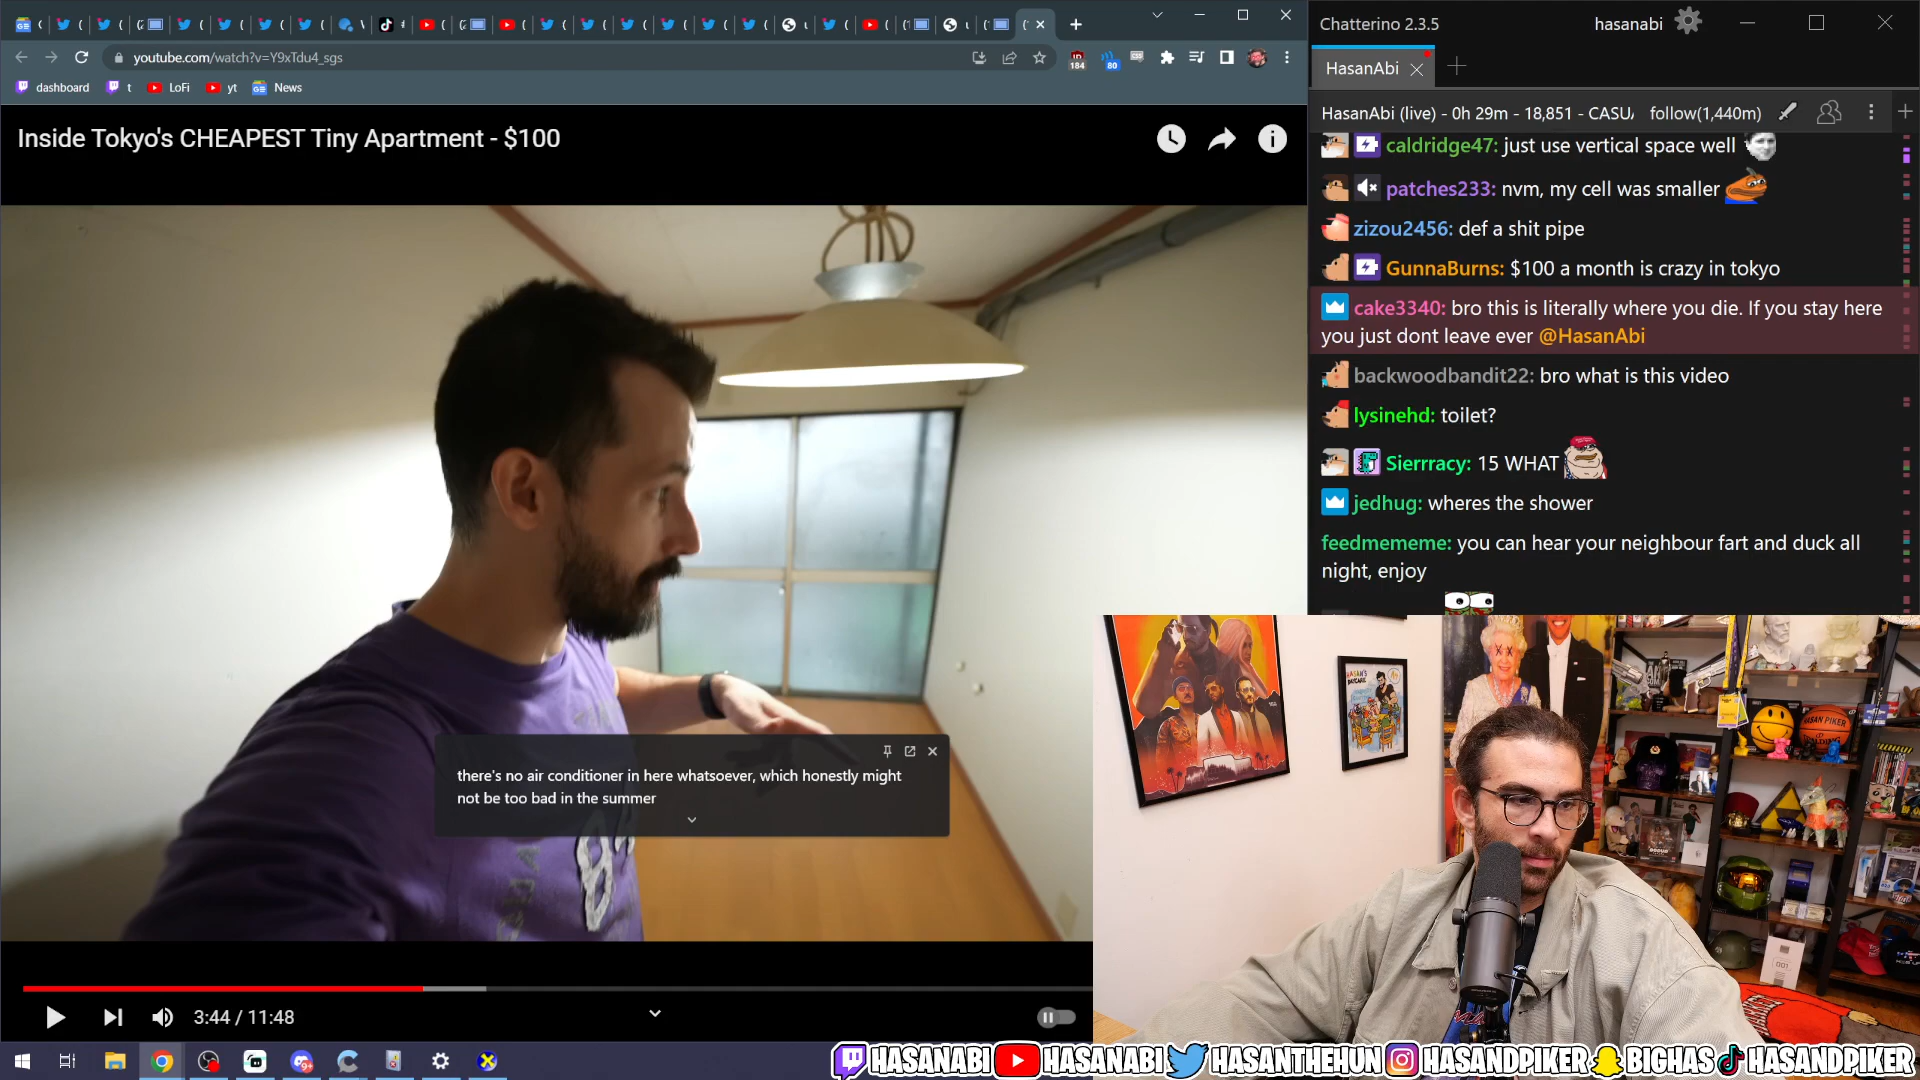 Chatterino 2.3.5
hasanabi
youtube.com/watch?v=Y9xTdu4_sgs
184
80
HasanAbi
dashboard
t
LoFi
yt
News
HasanAbi (live) - 0h 29m - 18,851 - CASU
follow(1,440m)
Inside Tokyo's CHEAPEST Tiny Apartment - $100
caldridge47: just use vertical space well
patches233: nvm, my cell was smaller
zizou2456: def a shit pipe
GunnaBurns: $100 a month is crazy in tokyo
cake3340: bro this is literally where you die. If you stay here
you just dont leave ever @HasanAbi
backwoodbandit22: bro what is this video
lysinehd: toilet?
Sierrracy: 15 WHAT
jedhug: wheres the shower
feedmememe: you can hear your neighbour fart and duck all
night, enjoy
there's no air conditioner in here whatsoever, which honestly might
not be too bad in the summer
HASAN PIKER
3:44 / 11:48
HASANABI
HASANABI
HASANTHEHUN
HASANDPIKER
BIGHAS
HASANDPIKER